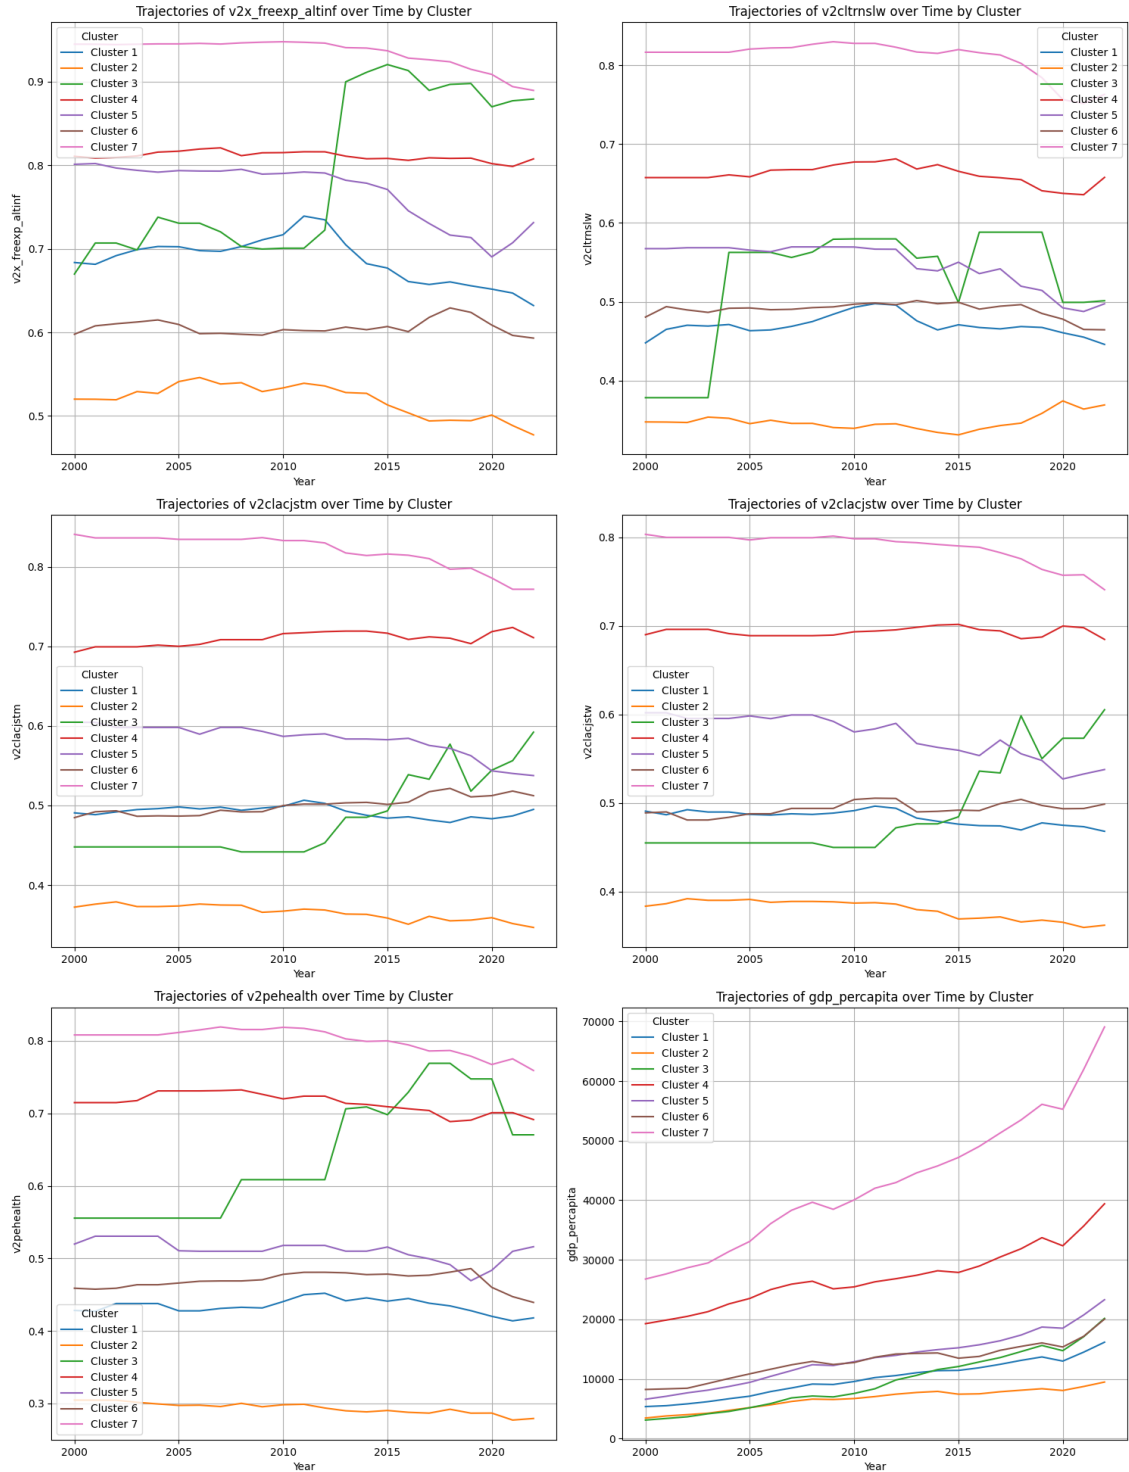 Trajectories of v2x_freexp_altinf over Time by Cluster
v2x_freexp_altinf
0.9
0.8
0.7
0.6
0.5
Cluster
Cluster 1
Cluster 2
Cluster 3
Cluster 4
Cluster 5
Cluster 6
Cluster 7
2000 2005 2010 2015 2020
Year
Trajectories of v2cltrnslw over Time by Cluster
v2cltrnslw
0.8
0.7
0.6
0.5
0.4
Cluster
Cluster 1
Cluster 2
Cluster 3
Cluster 4
Cluster 5
Cluster 6
Cluster 7
2000 2005 2010 2015 2020
Year
Trajectories of v2clacjstm over Time by Cluster
v2clacjstm
0.8
0.7
0.6
0.5
0.4
Cluster
Cluster 1
Cluster 2
Cluster 3
Cluster 4
Cluster 5
Cluster 6
Cluster 7
2000 2005 2010 2015 2020
Year
Trajectories of v2clacjstw over Time by Cluster
v2clacjstw
0.8
0.7
0.6
0.5
0.4
Cluster
Cluster 1
Cluster 2
Cluster 3
Cluster 4
Cluster 5
Cluster 6
Cluster 7
2000 2005 2010 2015 2020
Year
Trajectories of v2pehealth over Time by Cluster
v2pehealth
0.8
0.7
0.6
0.5
0.4
0.3
Cluster
Cluster 1
Cluster 2
Cluster 3
Cluster 4
Cluster 5
Cluster 6
Cluster 7
2000 2005 2010 2015 2020
Year
Trajectories of gdp_percapita over Time by Cluster
gdp_percapita
70000
60000
50000
40000
30000
20000
10000
0
Cluster
Cluster 1
Cluster 2
Cluster 3
Cluster 4
Cluster 5
Cluster 6
Cluster 7
2000 2005 2010 2015 2020
Year